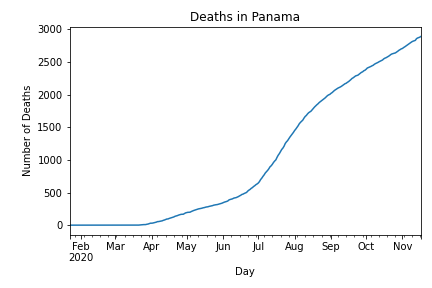 Deaths in Panama
Number of Deaths
3000
2500
2000
1500
1000
500
0
Feb Mar Apr May Jun Jul Aug Sep Oct Nov
2020
Day